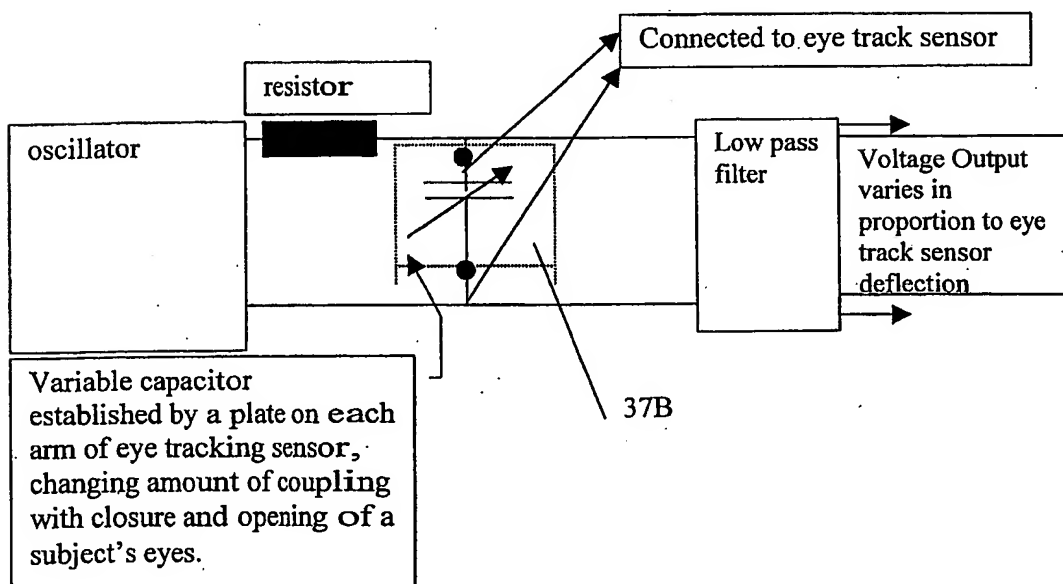 Connected to eye track sensor
resistor
oscillator
Low pass
filter
Voltage Output
varies in
proportion to eye
track sensor
deflection
Variable capacitor
established by a plate on each
arm of eye tracking sensor,
changing amount of coupling
with closure and opening of a
subject's eyes.
37B